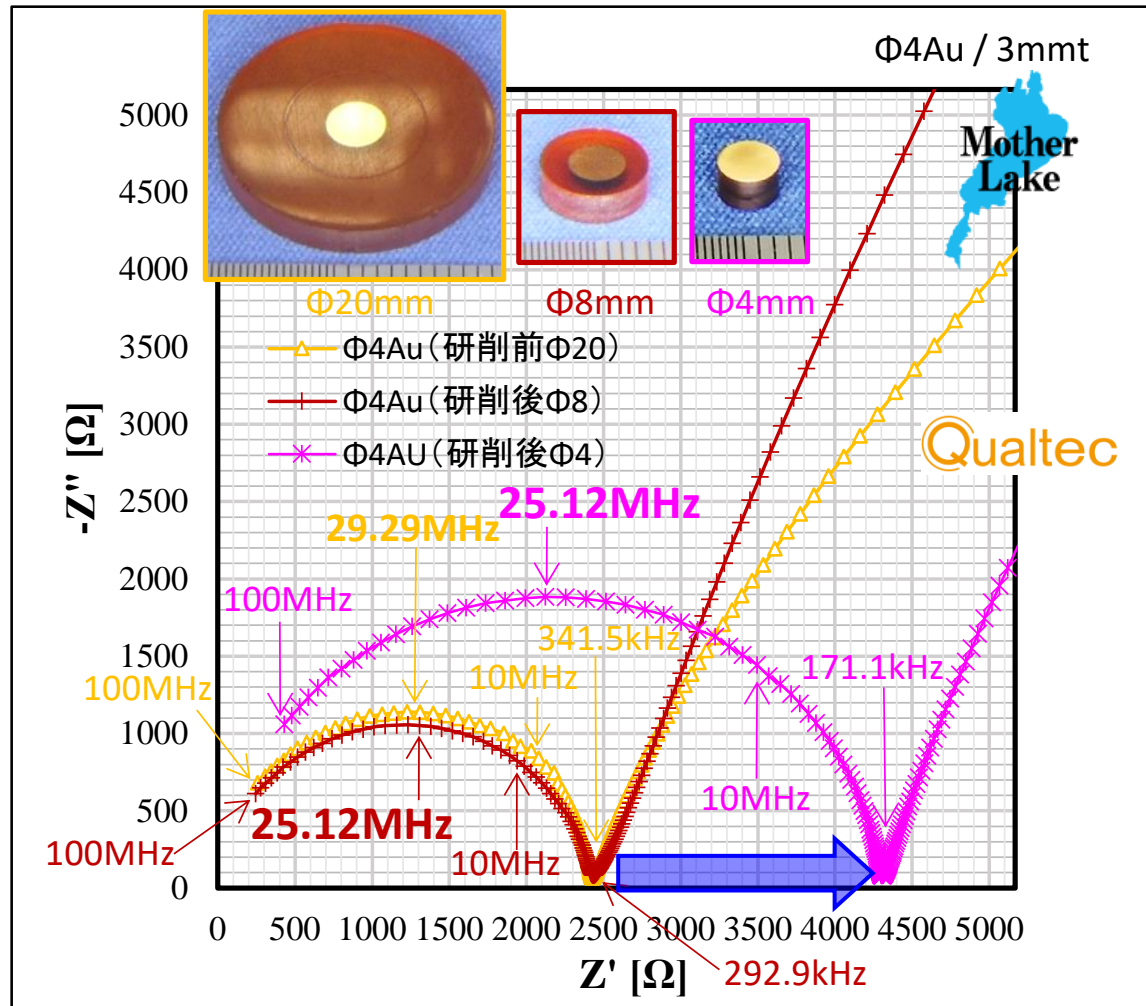 Φ4Au / 3mmt
Mother
Lake
Φ20mm
Φ8mm
Φ4mm
Φ4Au（研削前Φ20）
Φ4Au（研削後Φ8）
Φ4AU（研削後Φ4）
Qualtec
-Z'' [Ω]
5000
4500
4000
3500
3000
2500
2000
1500
1000
500
0
25.12MHz
29.29MHz
100MHz
341.5kHz
10MHz
171.1kHz
100MHz
10MHz
25.12MHz
10MHz
100MHz
0 500 1000 1500 2000 2500 3000 3500 4000 4500 5000
Z' [Ω]
292.9kHz